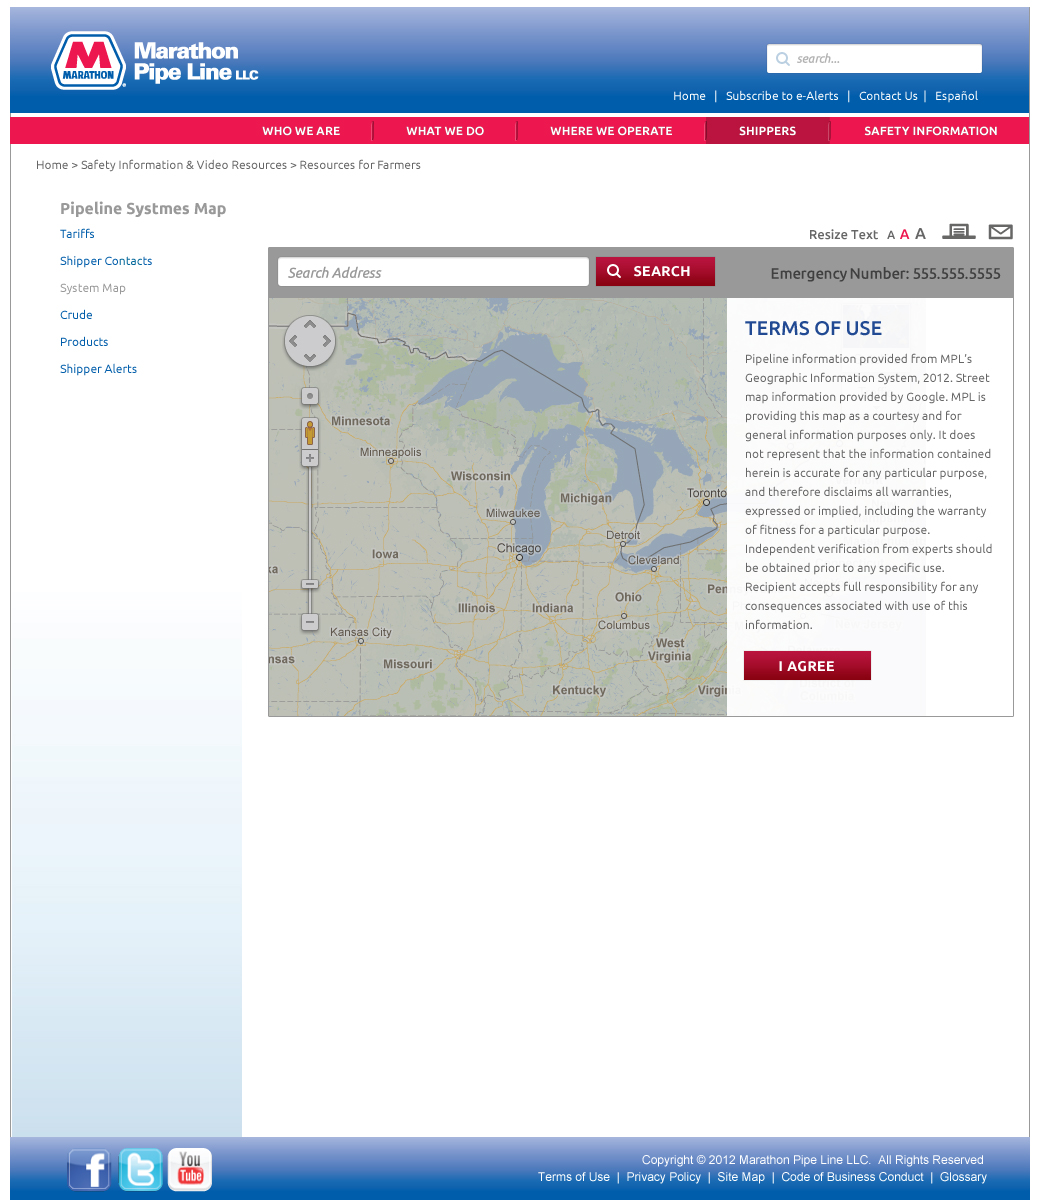 MARATHON
Marathon
Pipe Line LLC
search...
Home | Subscribe to e-Alerts | Contact Us | Español
WHO WE ARE
WHAT WE DO
WHERE WE OPERATE
SHIPPERS
SAFETY INFORMATION
Home > Safety Information & Video Resources > Resources for Farmers
Pipeline Systmes Map
Tariffs
Shipper Contacts
System Map
Crude
Products
Shipper Alerts
Resize Text A A A
Search Address
SEARCH
Emergency Number: 555.555.5555
Minnesota
Minneapolis
Wisconsin
Michigan
Toronto
Milwaukee
Detroit
Chicago
Iowa
Cleveland
ka
Ohio
Pen
Illinois
Indiana
Columbus
Kansas City
West
Virginia
nsas
Missouri
Kentucky
Virgin
TERMS OF USE
Pipeline information provided from MPL's
Geographic Information System, 2012. Street
map information provided by Google. MPL is
providing this map as a courtesy and for
general information purposes only. It does
not represent that the information contained
herein is accurate for any particular purpose,
and therefore disclaims all warranties,
expressed or implied, including the warranty
of fitness for a particular purpose.
Independent verification from experts should
be obtained prior to any specific use.
Recipient accepts full responsibility for any
consequences associated with use of this
information.
I AGREE
f
t
You
Tube
Copyright © 2012 Marathon Pipe Line LLC. All Rights Reserved
Terms of Use | Privacy Policy | Site Map | Code of Business Conduct | Glossary